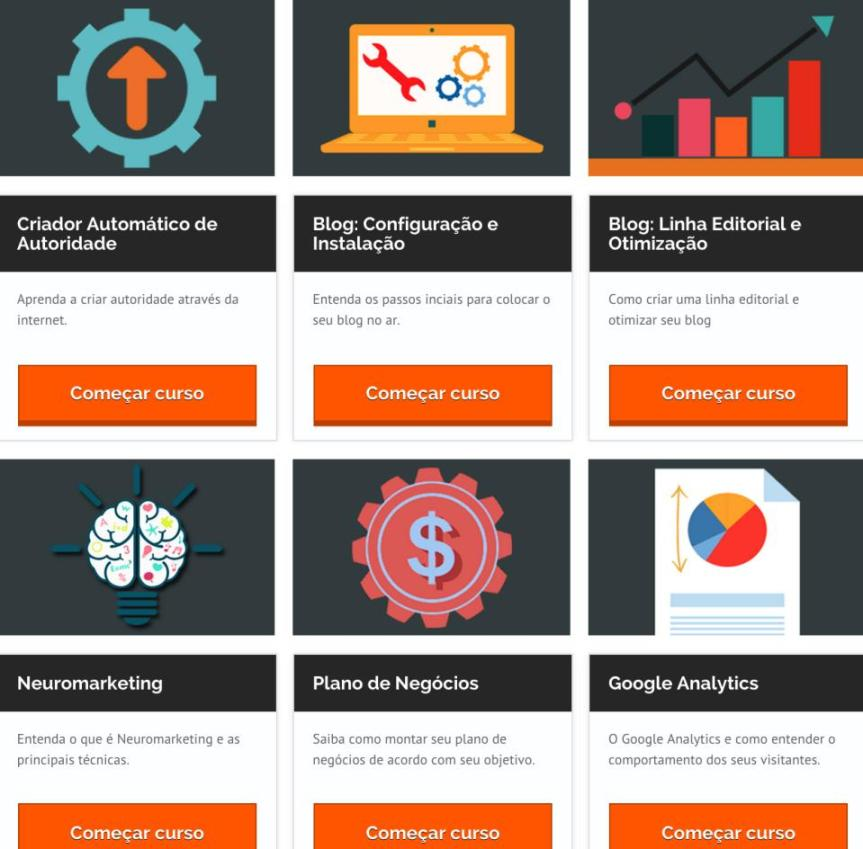 Criador Automático de
Autoridade
Aprenda a criar autoridade através da
internet.
Começar curso
Blog: Configuração e
Instalação
Entenda os passos inciais para colocar o
seu blog no ar.
Começar curso
Blog: Linha Editorial e
Otimização
Como criar uma linha editorial e
otimizar seu blog
Começar curso
Neuromarketing
Entenda o que é Neuromarketing e as
principais técnicas.
Começar curso
$
Plano de Negócios
Saiba como montar seu plano de
negócios de acordo com seu objetivo.
Começar curso
Google Analytics
O Google Analytics e como entender o
comportamento dos seus visitantes.
Começar curso